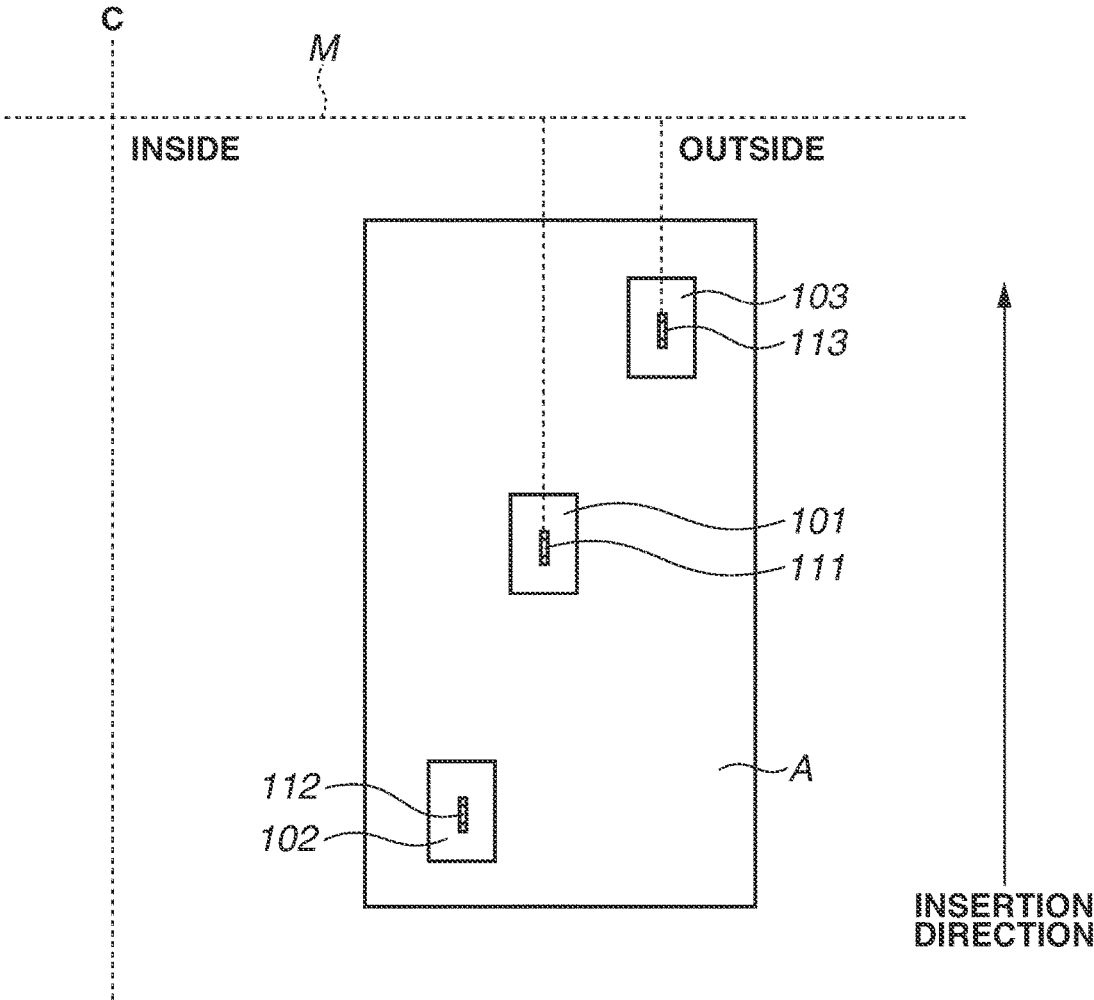 C
M
INSIDE
OUTSIDE
103
113
101
111
A
112
102
INSERTION
DIRECTION